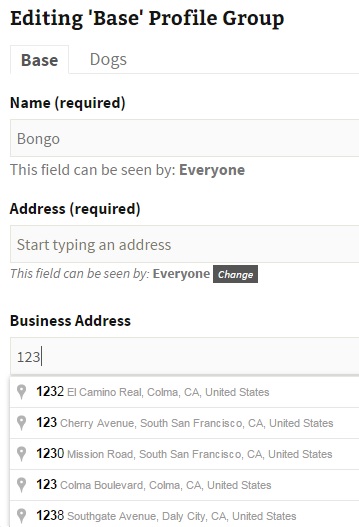 Editing 'Base' Profile Group
Base Dogs
Name (required)
Bongo
This field can be seen by: Everyone
Address (required)
Start typing an address
This field can be seen by: Everyone Change
Business Address
123
1232 El Camino Real, Colma, CA, United States
123 Cherry Avenue, South San Francisco, CA, United States
1230 Mission Road, South San Francisco, CA, United States
123 Colma Boulevard, Colma, CA, United States
1238 Southgate Avenue, Daly City, CA, United States